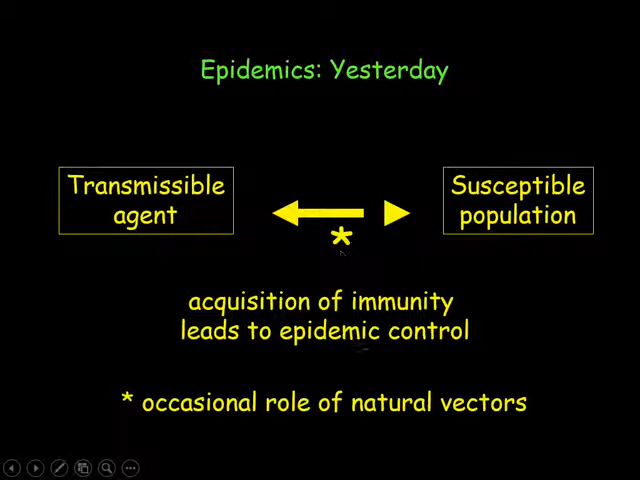 Epidemics: Yesterday
Transmissible
agent
Susceptible
population
*
acquisition of immunity
leads to epidemic control
* occasional role of natural vectors